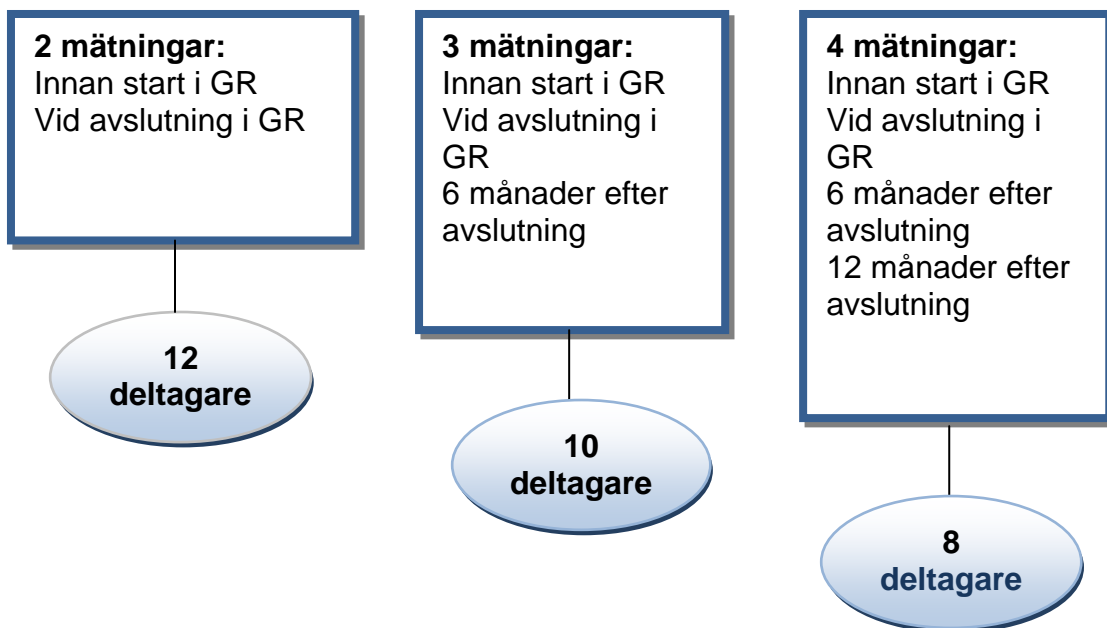 2 mätningar:
Innan start i GR
Vid avslutning i GR
12
deltagare
3 mätningar:
Innan start i GR
Vid avslutning i
GR
6 månader efter
avslutning
10
deltagare
4 mätningar:
Innan start i GR
Vid avslutning i
GR
6 månader efter
avslutning
12 månader efter
avslutning
8
deltagare